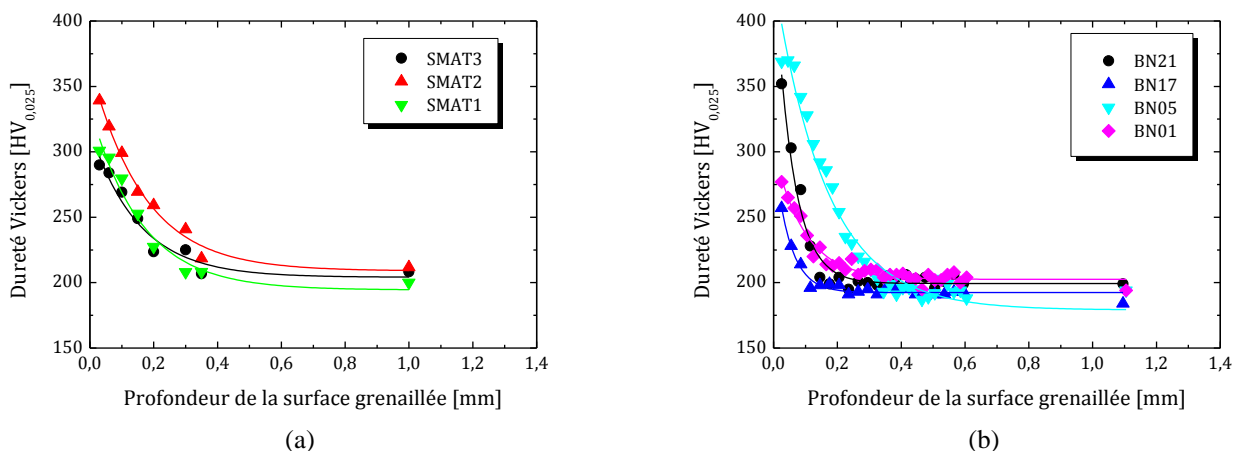 400
350
300
250
200
150
Dureté Vickers [HV0,025]
SMAT3
SMAT2
SMAT1
0,0 0,2 0,4 0,6 0,8 1,0 1,2 1,4
Profondeur de la surface grenaillée [mm]
(a)
400
350
300
250
200
150
Dureté Vickers [HV0,025]
BN21
BN17
BN05
BN01
0,0 0,2 0,4 0,6 0,8 1,0 1,2 1,4
Profondeur de la surface grenaillée [mm]
(b)